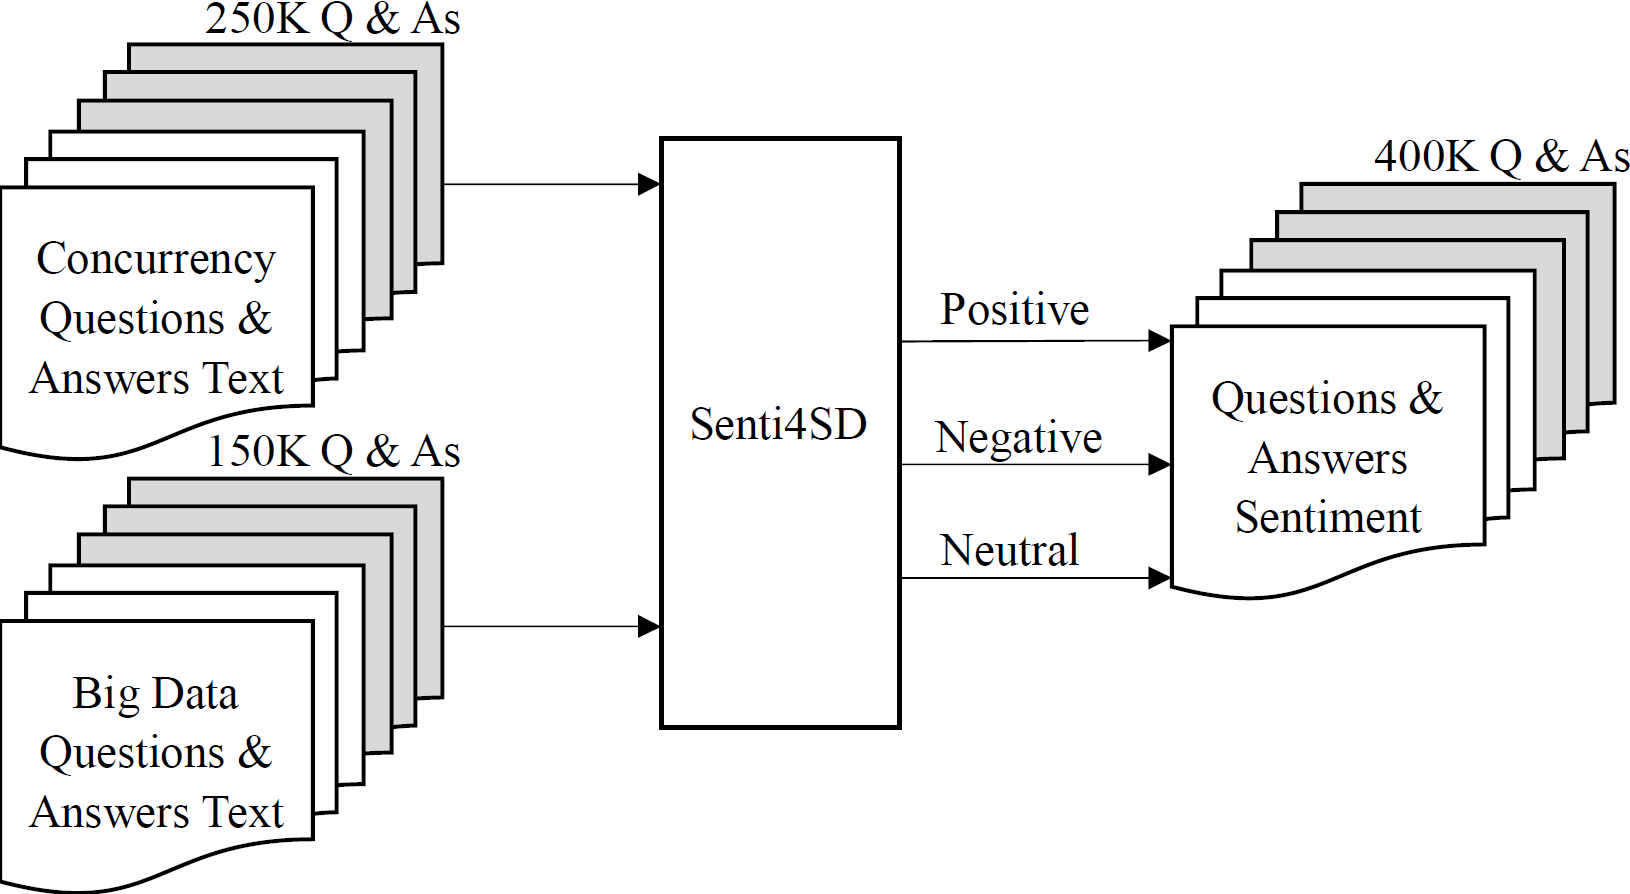 250K Q & As
Concurrency
Questions &
Answers Text
150K Q & As
Big Data
Questions &
Answers Text
Senti4SD
Positive
Negative
Neutral
400K Q & As
Questions &
Answers
Sentiment